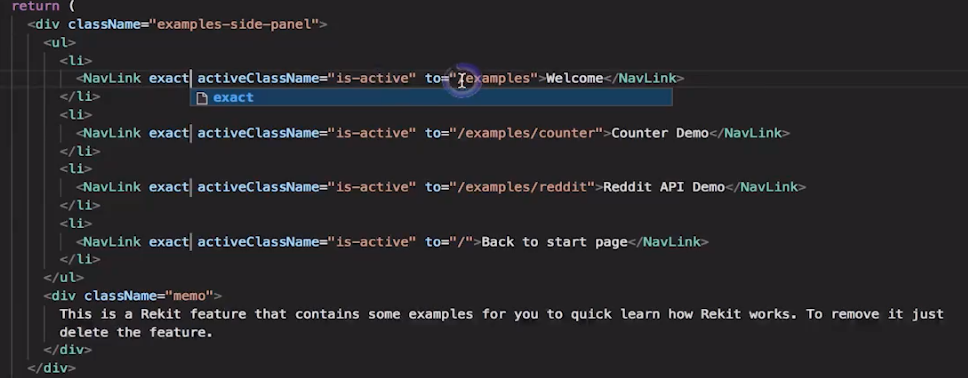 return (
<div className="examples-side-panel">
<ul>
<li>
<NavLink exact activeClassName="is-active" to="/examples">Welcome</NavLink>
exact
</li>
<li>
<NavLink exact activeClassName="is-active" to="/examples/counter">Counter Demo</NavLink>
</li>
<li>
<NavLink exact activeClassName="is-active" to="/examples/reddit">Reddit API Demo</NavLink>
</li>
<li>
<NavLink exact activeClassName="is-active" to="/">Back to start page</NavLink>
</li>
</ul>
<div className="memo">
This is a Rekit feature that contains some examples for you to quick learn how Rekit works. To remove it just
delete the feature.
</div>
</div>